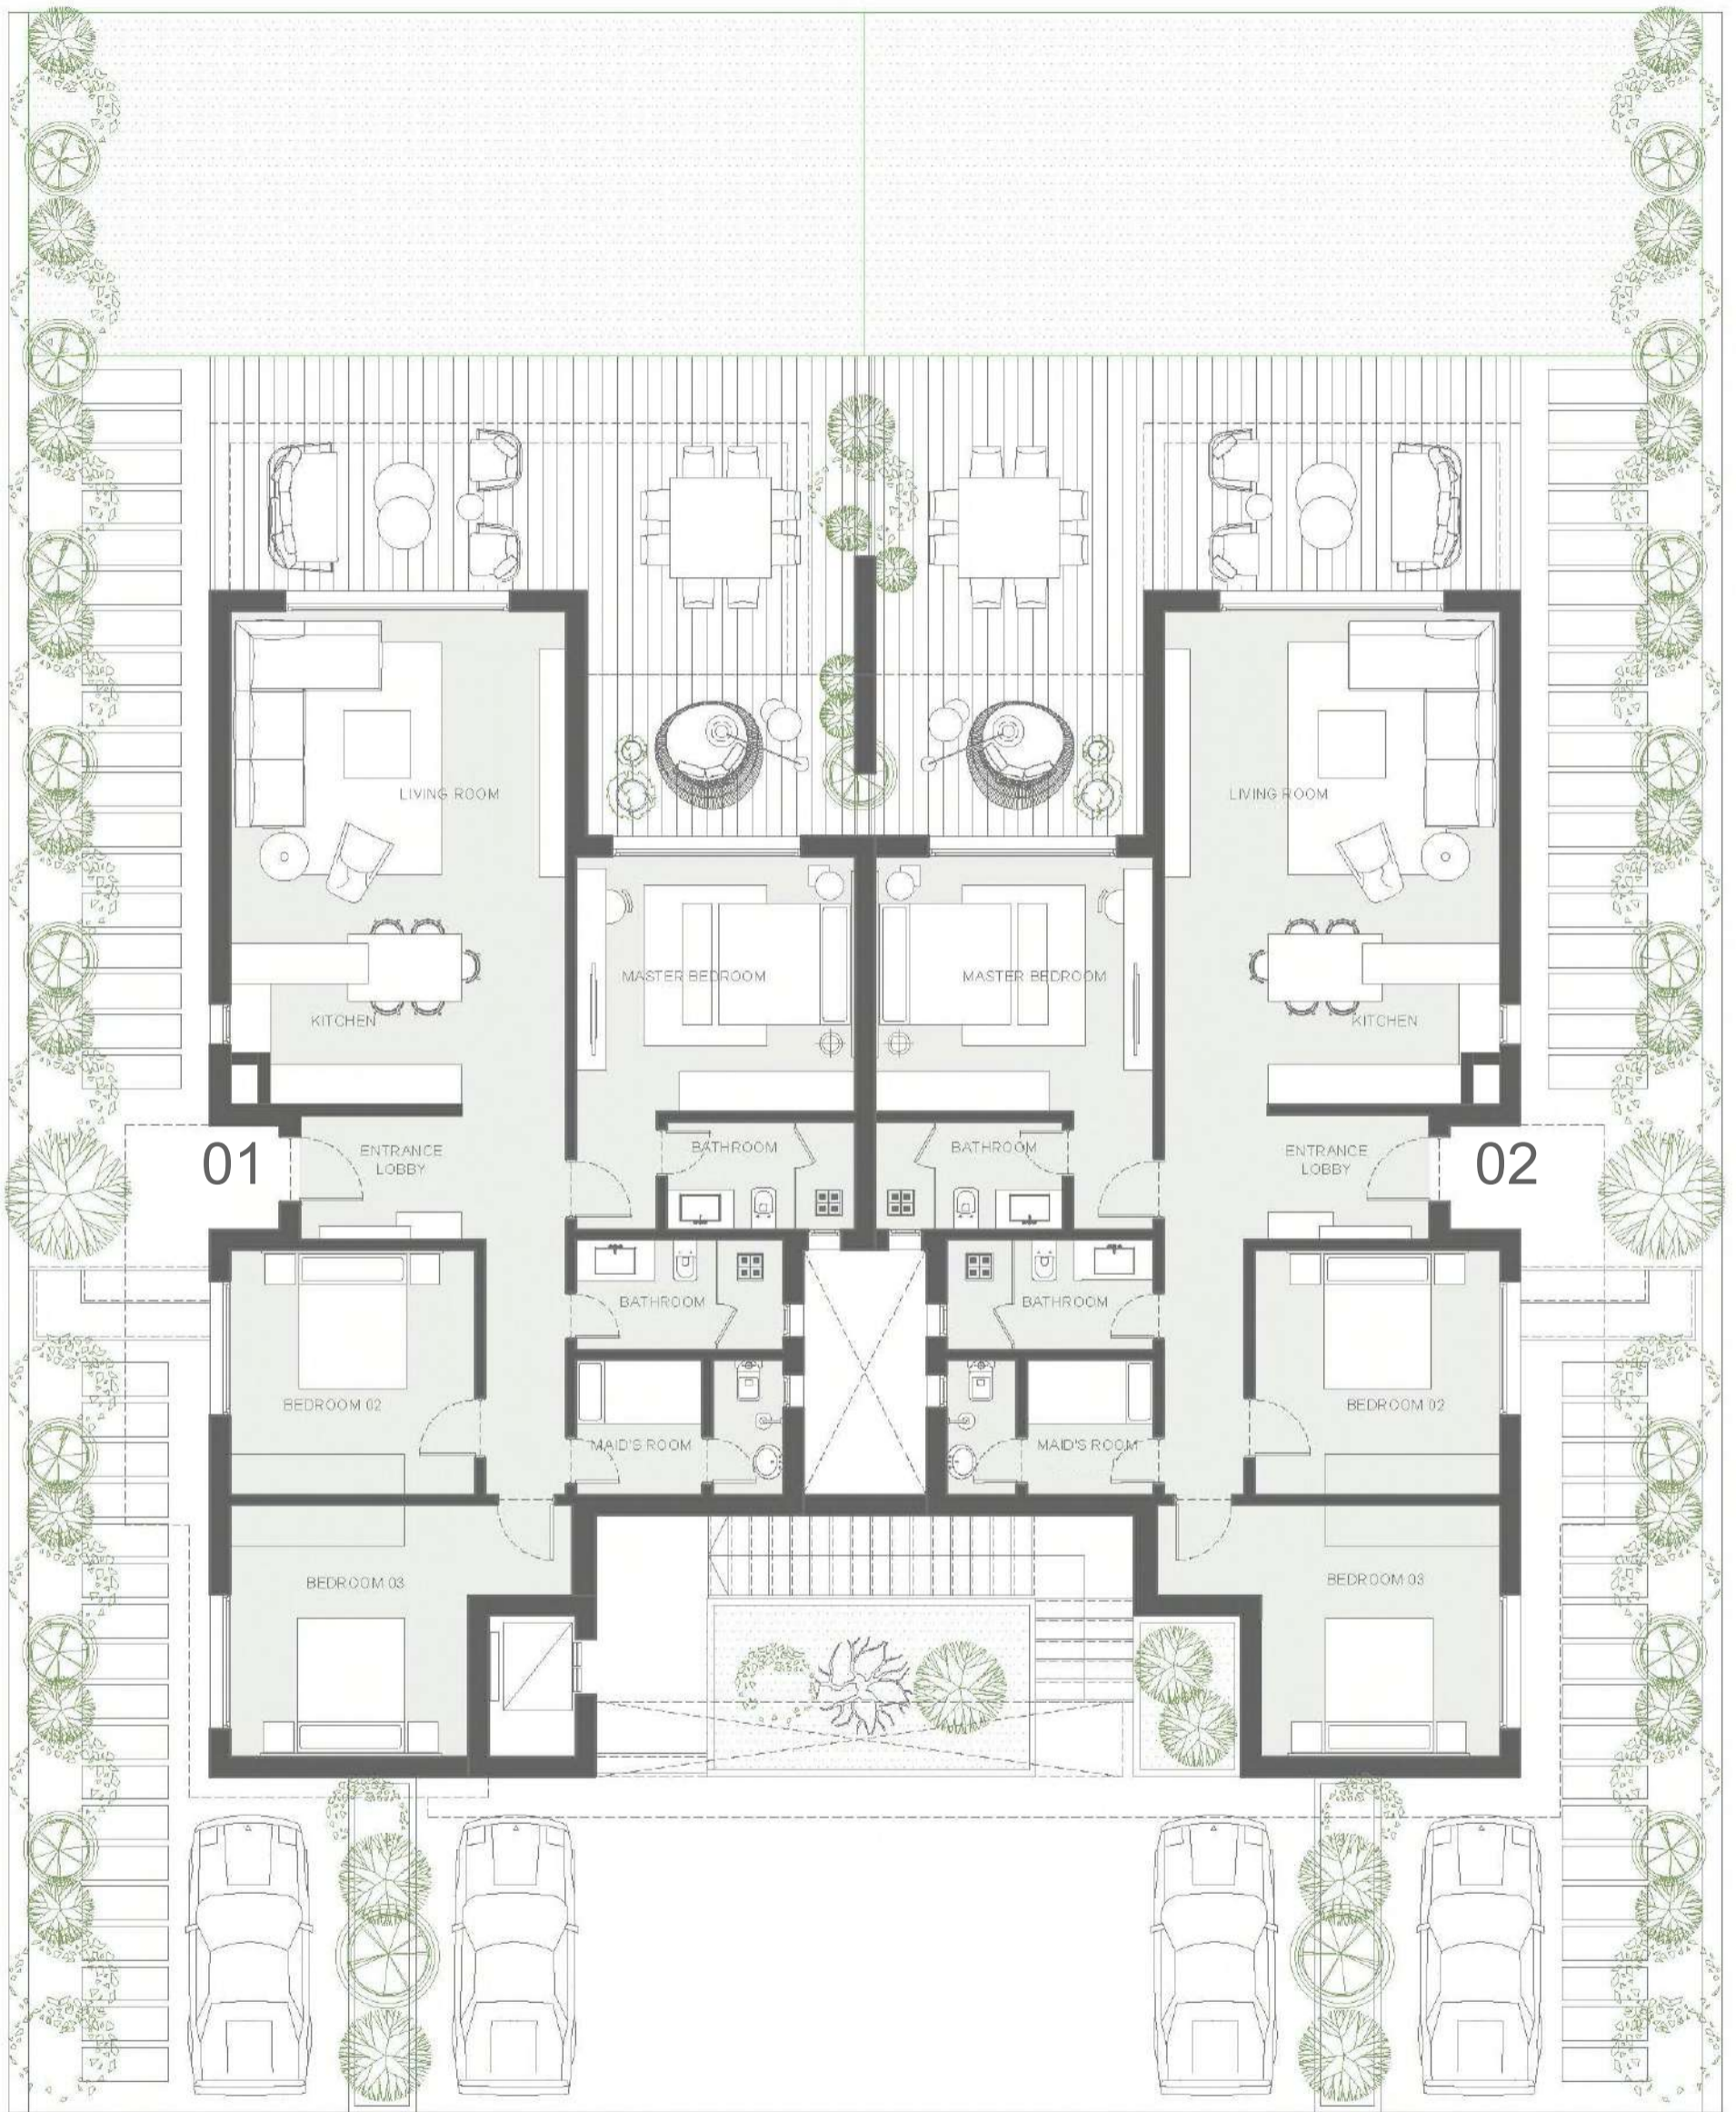 LIVING ROOM
LIVING ROOM
MASTER BEDROOM
MASTER BEDROOM
KITCHEN
KITCHEN
01
ENTRANCE
LOBBY
BATHROOM
BATHROOM
ENTRANCE
LOBBY
02
BATHROOM
BATHROOM
BEDROOM 02
BEDROOM 02
MAID'S ROOM
MAID'S ROOM
BEDROOM 03
BEDROOM 03